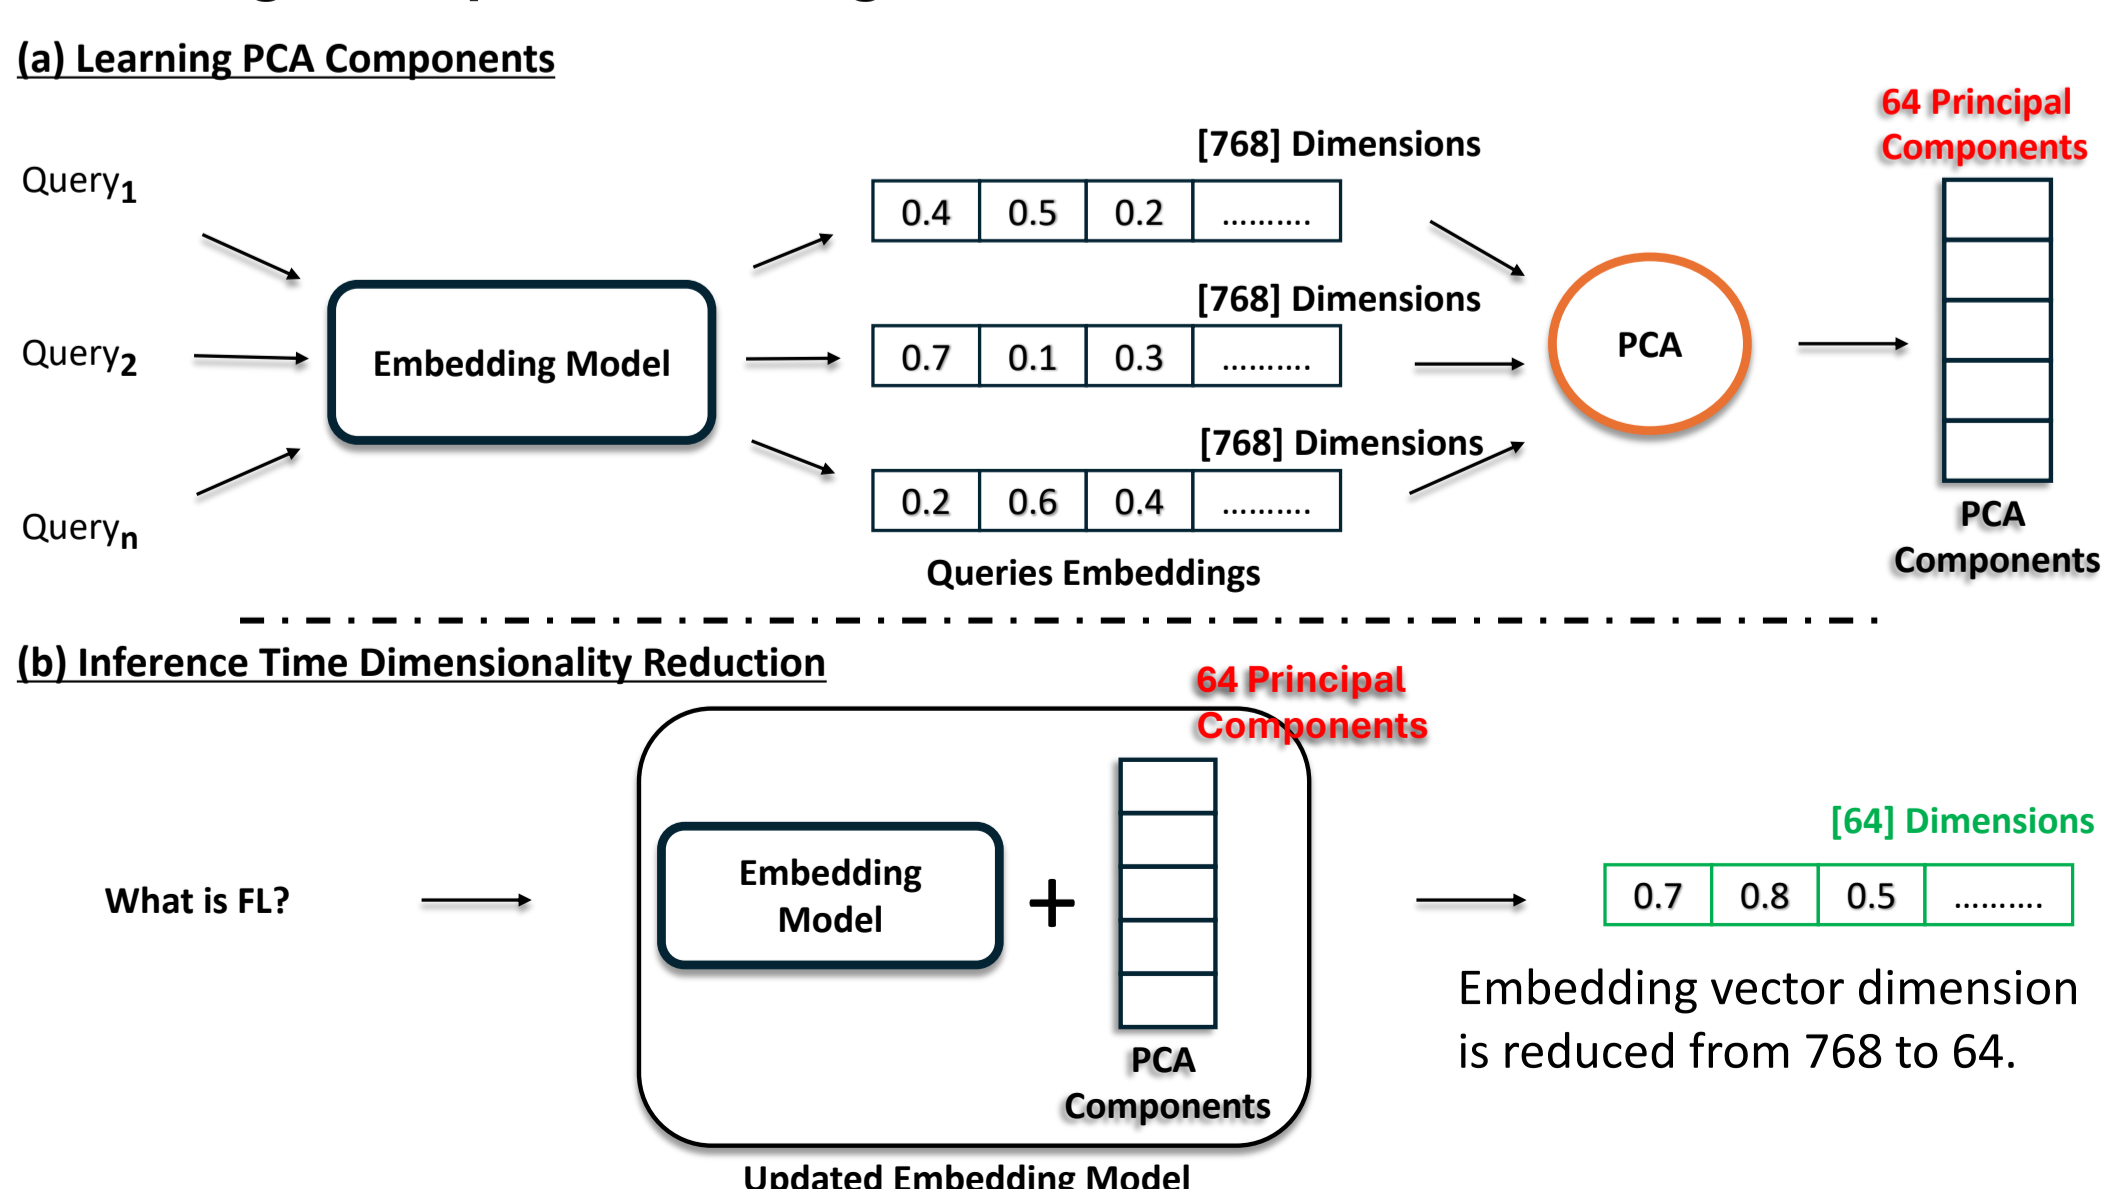 (a) Learning PCA Components
64 Principal
Components
[768] Dimensions
Query1
0.4 0.5 0.2 ..........
[768] Dimensions
Query2
Embedding Model
0.7 0.1 0.3 ..........
PCA
[768] Dimensions
Queryn
0.2 0.6 0.4 ..........
PCA
Components
Queries Embeddings
(b) Inference Time Dimensionality Reduction
64 Principal
Components
[64] Dimensions
What is FL?
Embedding
Model
+
0.7 0.8 0.5 ..........
Embedding vector dimension
is reduced from 768 to 64.
PCA
Components
Updated Embedding Model